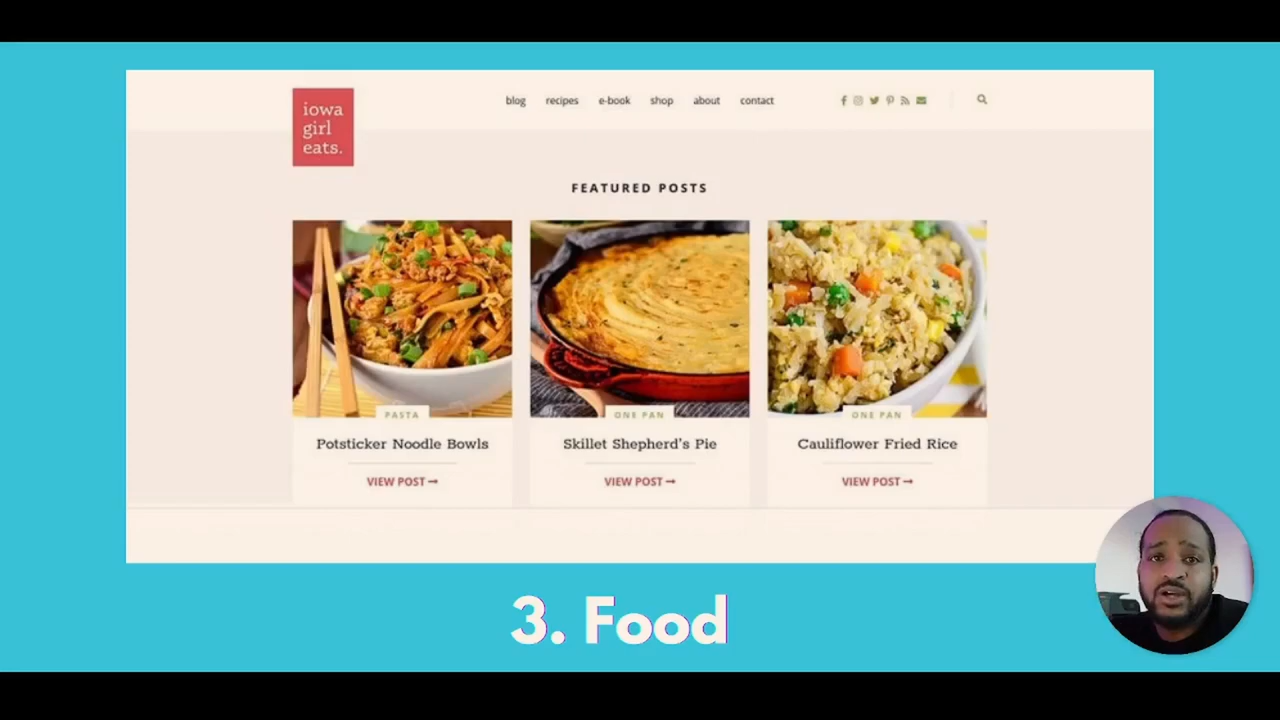 iowa
girl
eats.
blog recipes e-book shop about contact
FEATURED POSTS
PASTA ONE PAN ONE PAN
Potsticker Noodle Bowls Skillet Shepherd's Pie Cauliflower Fried Rice
VIEW POST → VIEW POST → VIEW POST →
3. Food